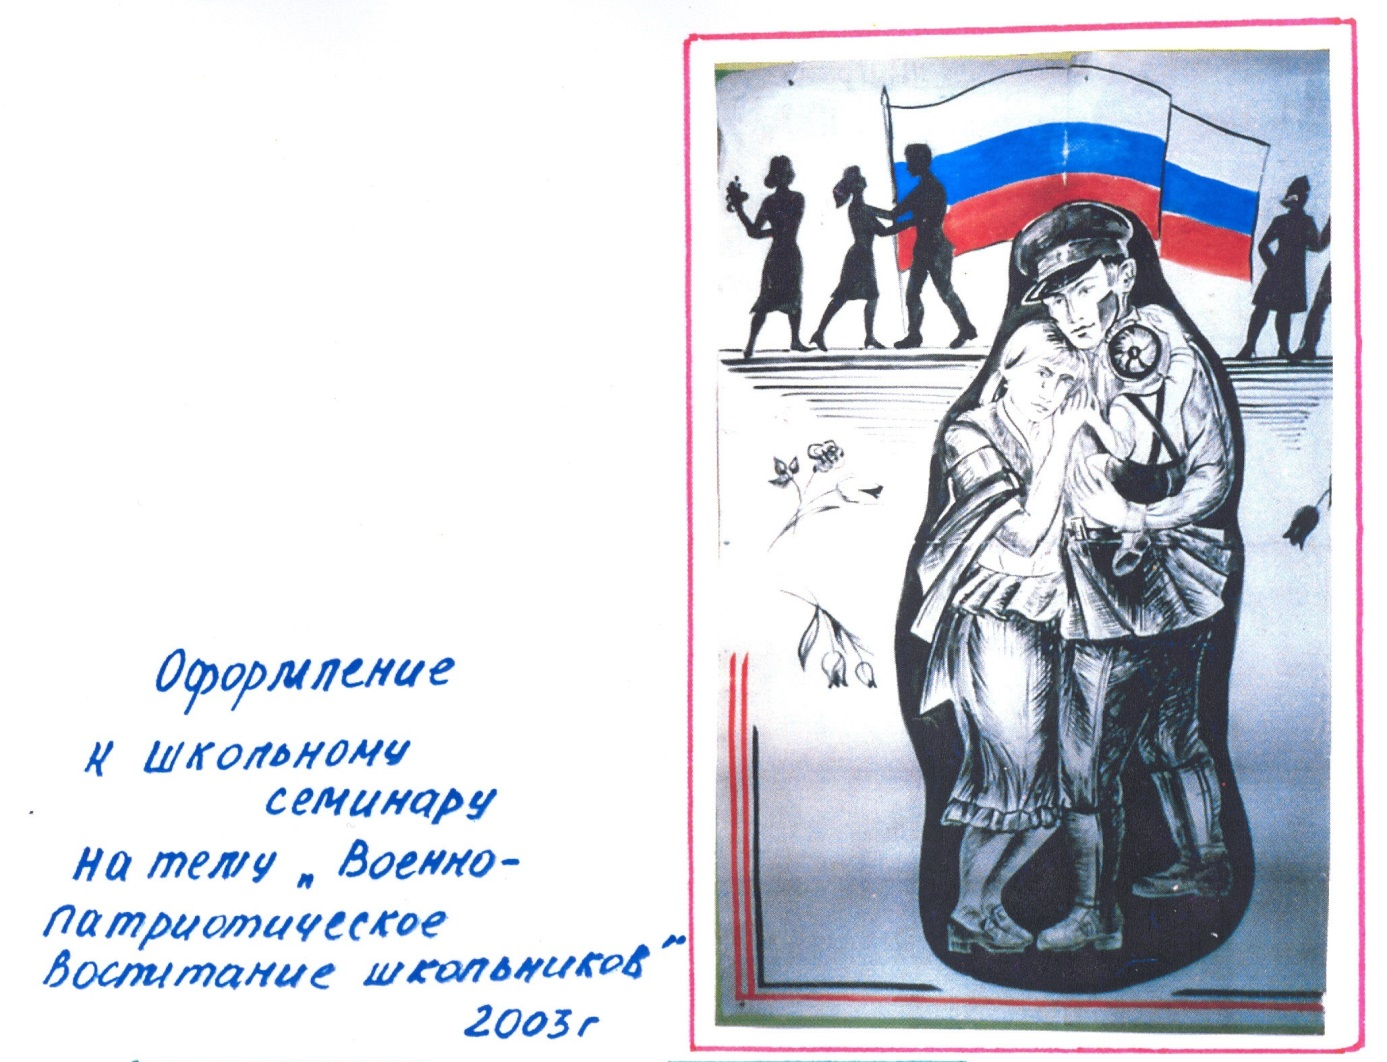 Оформление
к школьному
семинару
на тему „Военно-
патриотическое
воспитание школьников”
2003г